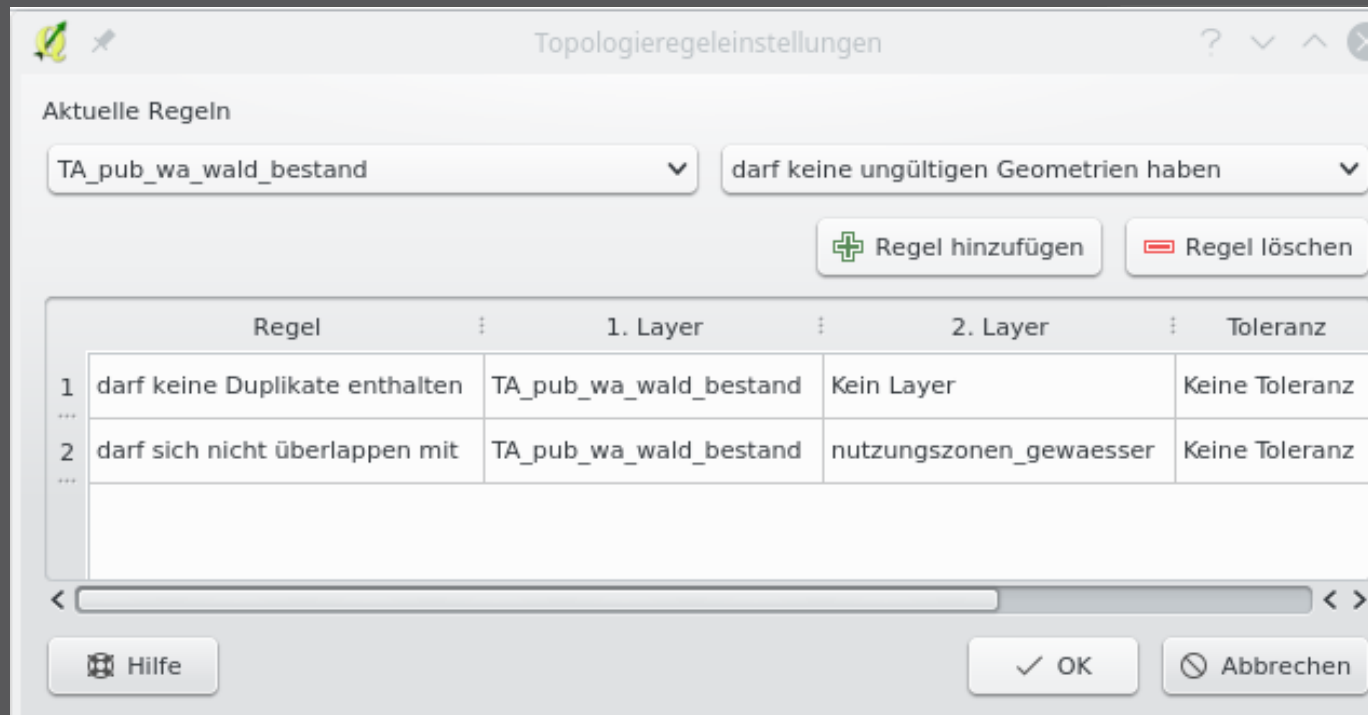 Topologieregeleinstellungen
Aktuelle Regeln
TA_pub_wa_wald_bestand darf keine ungültigen Geometrien haben
Regel hinzufügen Regel löschen
Regel 1. Layer 2. Layer Toleranz
1 darf keine Duplikate enthalten TA_pub_wa_wald_bestand Kein Layer Keine Toleranz
2 darf sich nicht überlappen mit TA_pub_wa_wald_bestand nutzungszonen_gewaesser Keine Toleranz
Hilfe OK Abbrechen